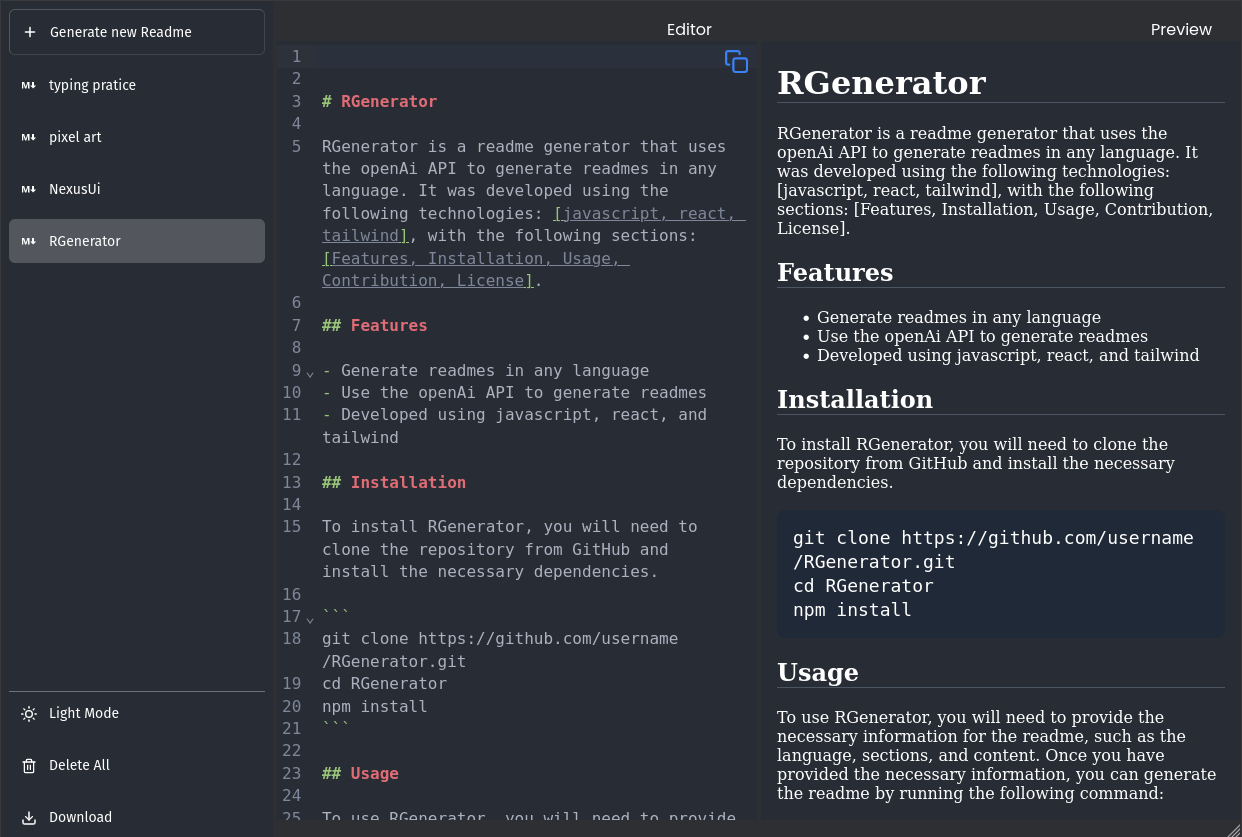 Generate new Readme
typing pratice
pixel art
NexusUi
RGenerator
Light Mode
Delete All
Download
Editor
1
2
3 # RGenerator
4
5 RGenerator is a readme generator that uses
the openAi API to generate readmes in any
language. It was developed using the
following technologies: [javascript, react,
tailwind], with the following sections:
[Features, Installation, Usage,
Contribution, License].
6
7 ## Features
8
9 - Generate readmes in any language
10 - Use the openAi API to generate readmes
11 - Developed using javascript, react, and
tailwind
12
13 ## Installation
14
15 To install RGenerator, you will need to
clone the repository from GitHub and
install the necessary dependencies.
16
17 ```
18 git clone https://github.com/username
/RGenerator.git
19 cd RGenerator
20 npm install
21 ```
22
23 ## Usage
24
25 To use RGenerator, you will need to provide
Preview
RGenerator
RGenerator is a readme generator that uses the
openAi API to generate readmes in any language. It
was developed using the following technologies:
[javascript, react, tailwind], with the following
sections: [Features, Installation, Usage, Contribution,
License].
Features
• Generate readmes in any language
• Use the openAi API to generate readmes
• Developed using javascript, react, and tailwind
Installation
To install RGenerator, you will need to clone the
repository from GitHub and install the necessary
dependencies.
git clone https://github.com/username
/RGenerator.git
cd RGenerator
npm install
Usage
To use RGenerator, you will need to provide the
necessary information for the readme, such as the
language, sections, and content. Once you have
provided the necessary information, you can generate
the readme by running the following command: